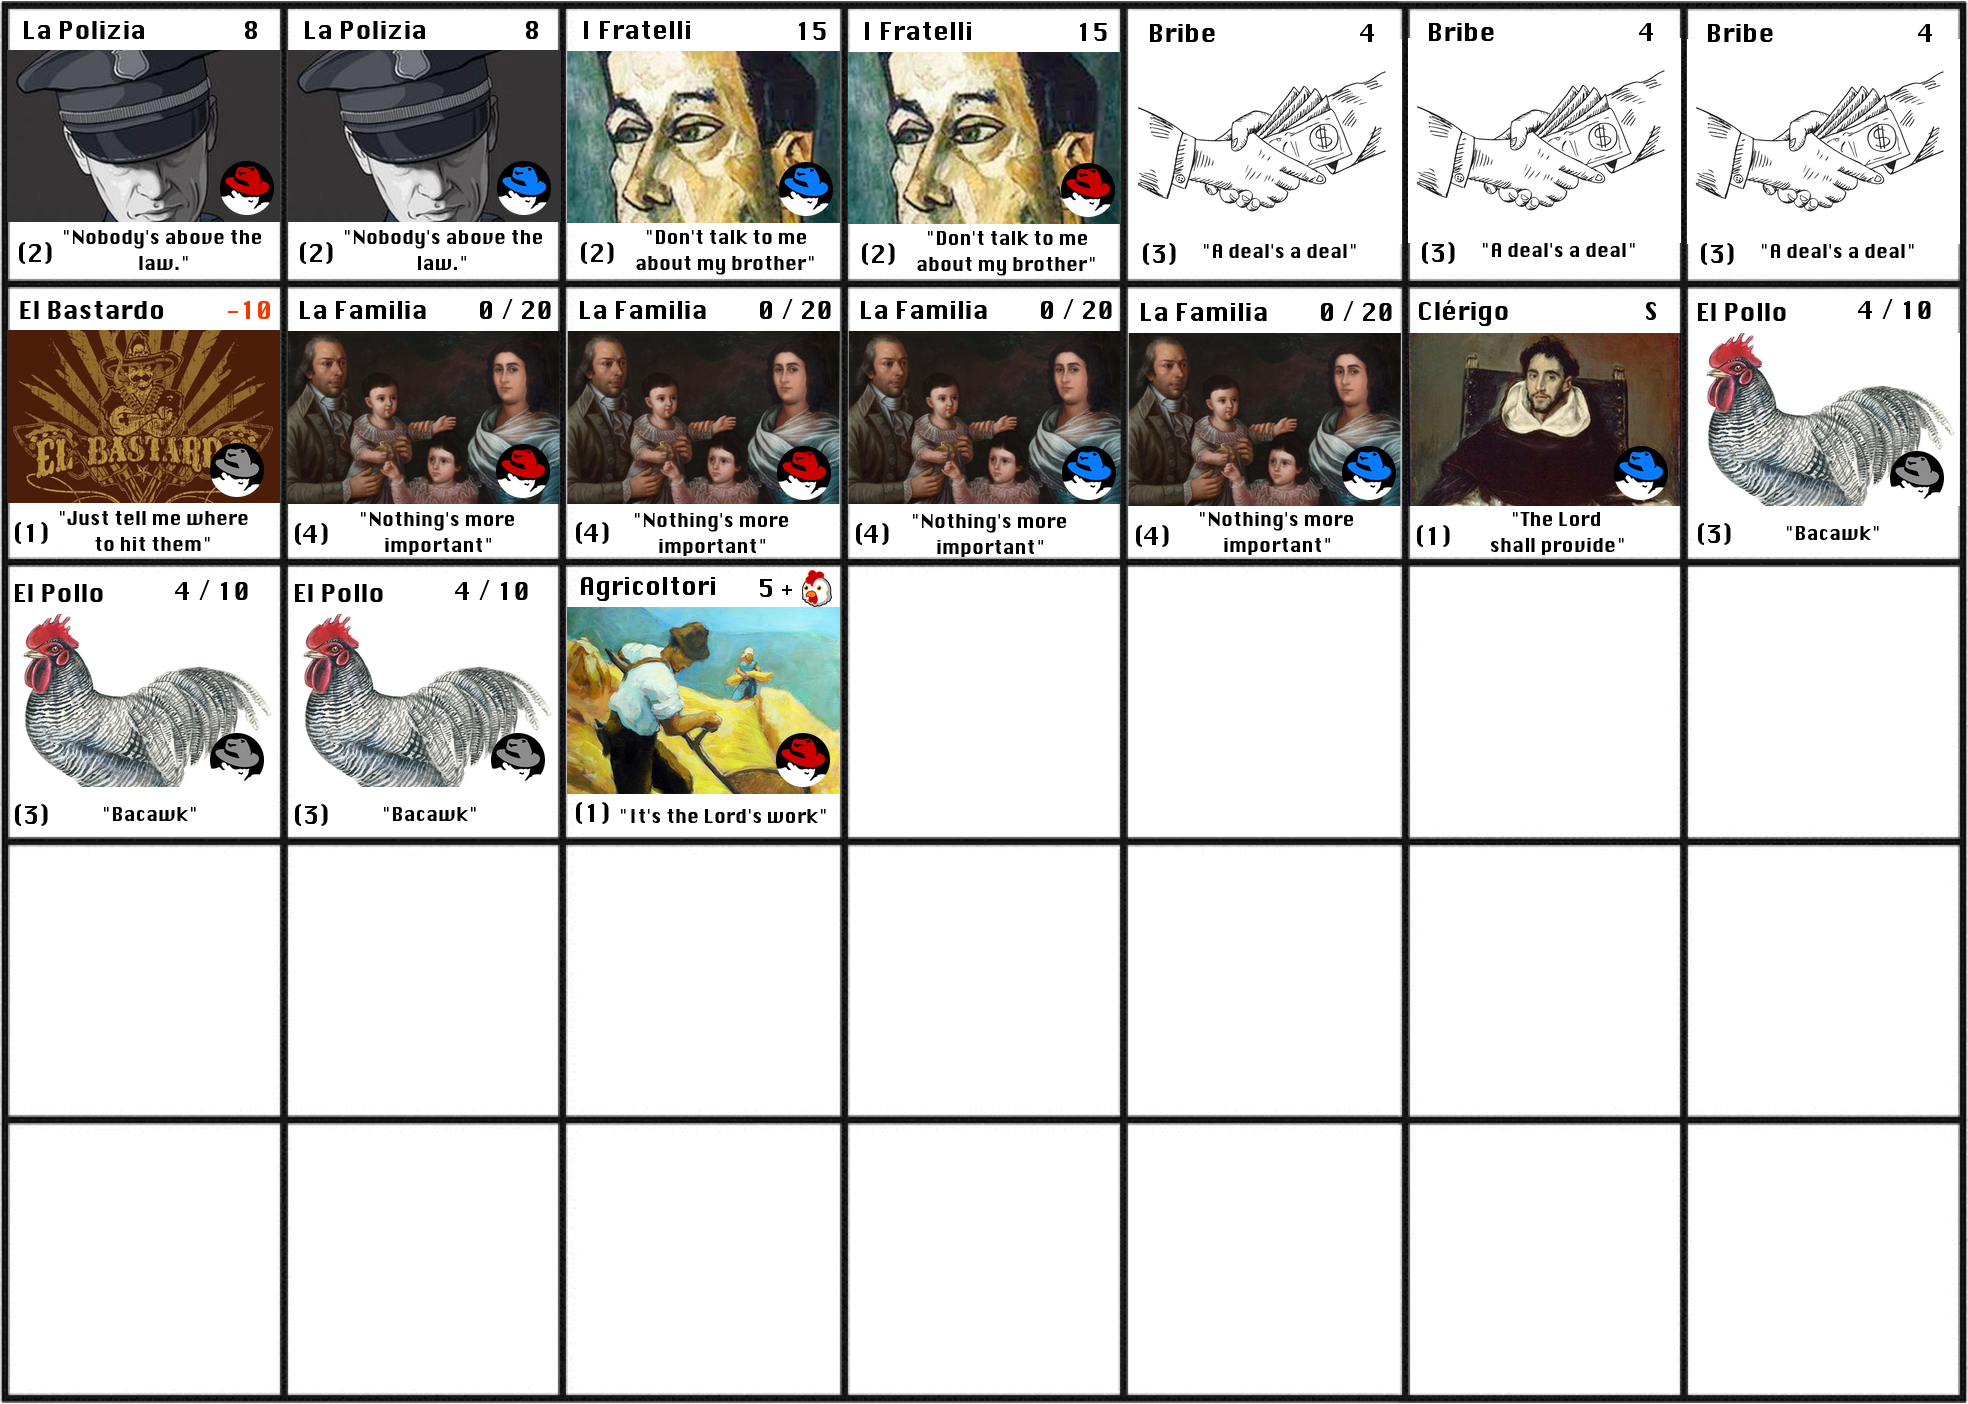 La Polizia 8
"Nobody's above the
law."
(2)
La Polizia 8
"Nobody's above the
law."
(2)
I Fratelli 15
"Don't talk to me
about my brother"
(2)
I Fratelli 15
"Don't talk to me
about my brother"
(2)
Bribe 4
$
(3) "A deal's a deal"
Bribe 4
$
(3) "A deal's a deal"
Bribe 4
$
(3) "A deal's a deal"
El Bastardo -10
EL BASTARD
"Just tell me where
to hit them"
(1)
La Familia 0 / 20
"Nothing's more
important"
(4)
La Familia 0 / 20
"Nothing's more
important"
(4)
La Familia 0 / 20
"Nothing's more
important"
(4)
La Familia 0 / 20
"Nothing's more
important"
(4)
Clérigo S
"The Lord
shall provide"
(1)
El Pollo 4 / 10
(3) "Bacawk"
El Pollo 4 / 10
(3) "Bacawk"
El Pollo 4 / 10
(3) "Bacawk"
Agricoltori 5 +
(1) "It's the Lord's work"